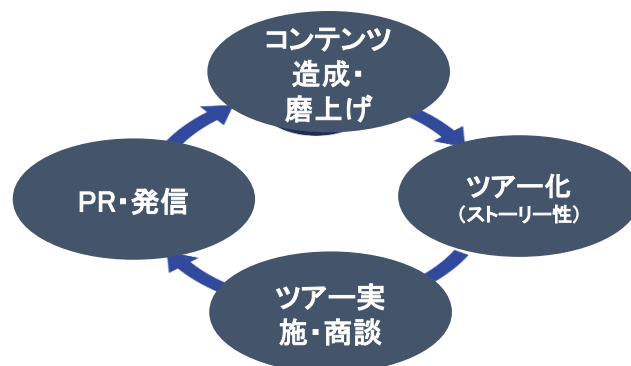 コンテンツ
造成・
磨上げ
ツアー化
（ストーリー性）
ツアー実
施・商談
PR・発信